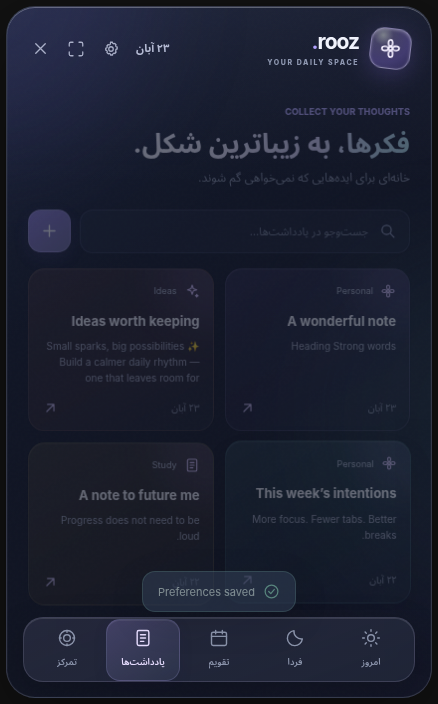 ۲۳ آبان
rooz.
YOUR DAILY SPACE
COLLECT YOUR THOUGHTS
فکرها، به زیباترین شکل.
خانه‌ای برای ایده‌هایی که نمی‌خواهی گم شوند.
جست‌وجو در یادداشت‌ها...
Personal
A wonderful note
Heading Strong words
۲۳ آبان
Ideas
Ideas worth keeping
Small sparks, big possibilities ✨
Build a calmer daily rhythm —
one that leaves room for
۲۳ آبان
Personal
This week's intentions
More focus. Fewer tabs. Better
breaks.
Study
A note to future me
Progress does not need to be
loud.
Preferences saved
امروز
فردا
تقویم
یادداشت‌ها
تمرکز